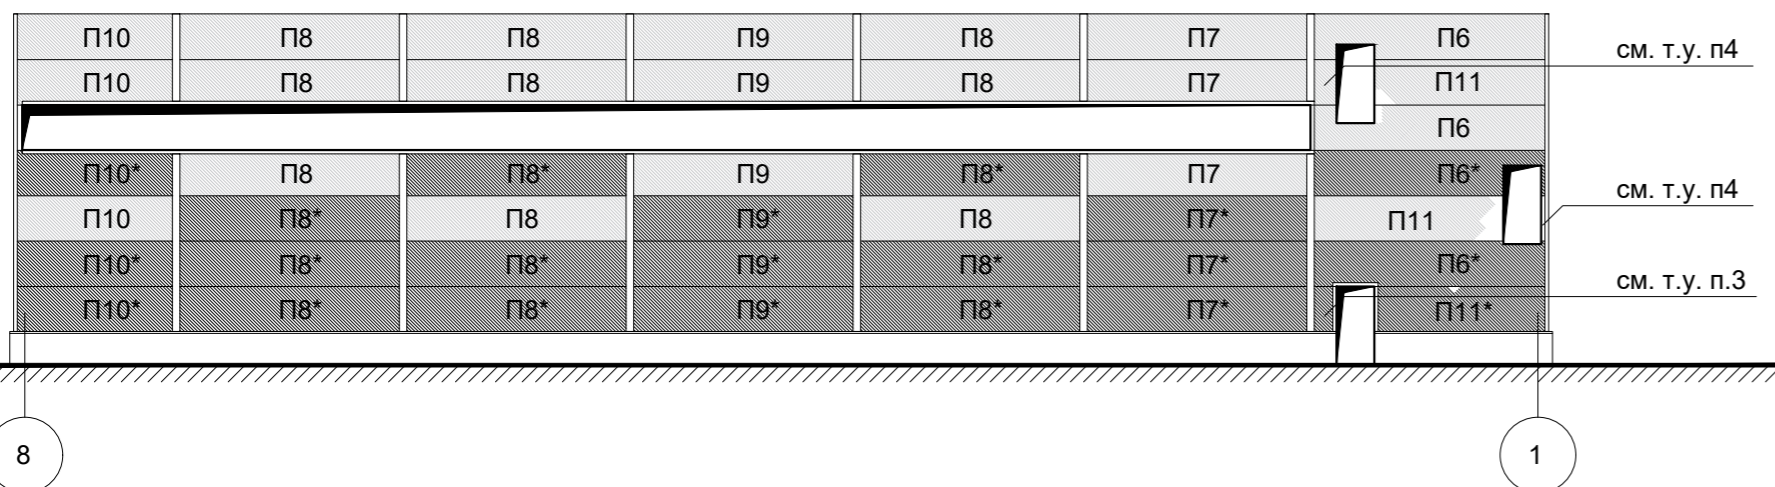 П10 П8 П8 П9 П8 П7 П6
см. т.у. п4
П10 П8 П8 П9 П8 П7 П11
П6
П10* П8 П8* П9 П8* П7 П6*
см. т.у. п4
П10 П8* П8 П9* П8 П7* П11
П10* П8* П8* П9* П8* П7* П6*
см. т.у. п.3
П10* П8* П8* П9* П8* П7* П11*
8 1